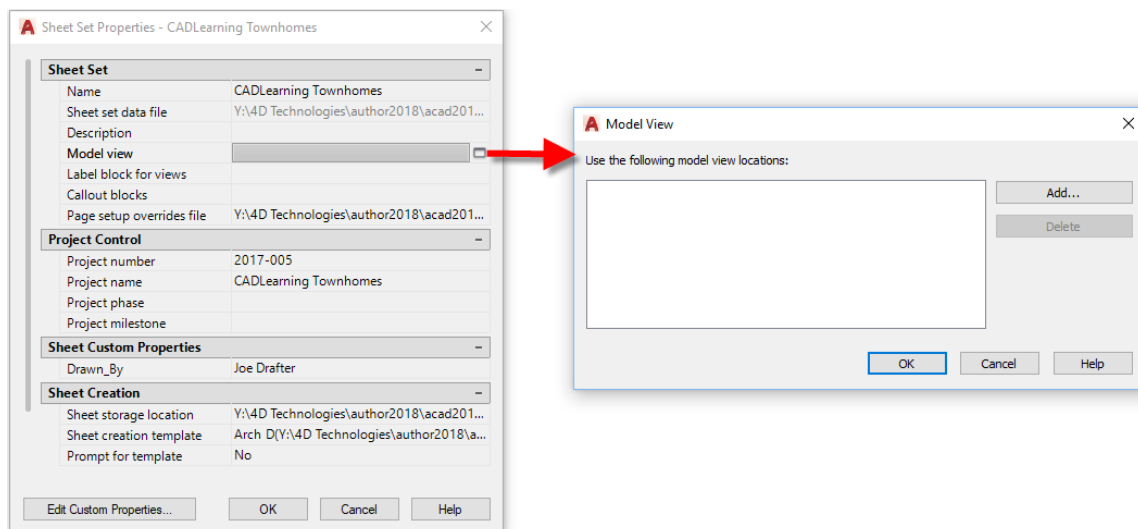 Sheet Set Properties - CADLearning Townhomes
Sheet Set
Name CADLearning Townhomes
Sheet set data file Y:\4D Technologies\author2018\acad201...
Description
Model view
Label block for views
Callout blocks
Page setup overrides file Y:\4D Technologies\author2018\acad201...
Project Control
Project number 2017-005
Project name CADLearning Townhomes
Project phase
Project milestone
Sheet Custom Properties
Drawn_By Joe Drafter
Sheet Creation
Sheet storage location Y:\4D Technologies\author2018\acad201...
Sheet creation template Arch D(Y:\4D Technologies\author2018\a...
Prompt for template No
Edit Custom Properties... OK Cancel Help
Model View
Use the following model view locations:
Add...
Delete
OK Cancel Help